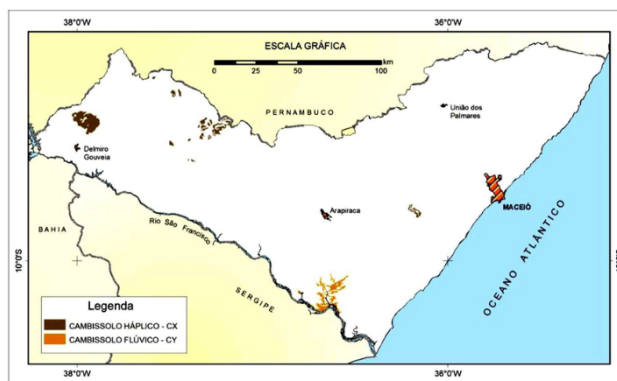 38°0'W
36°0'W
ESCALA GRÁFICA
0 25 50 100
km
PERNAMBUCO
União dos
Palmares
Delmiro
Gouveia
MACEIÓ
Arapiraca
Rio São Francisco
BAHIA
10°0'S
SERGIPE
OCEANO ATLÂNTICO
Legenda
CAMBISSOLO HÁPLICO - CX
CAMBISSOLO FLÚVICO - CY
38°0'W
36°0'W